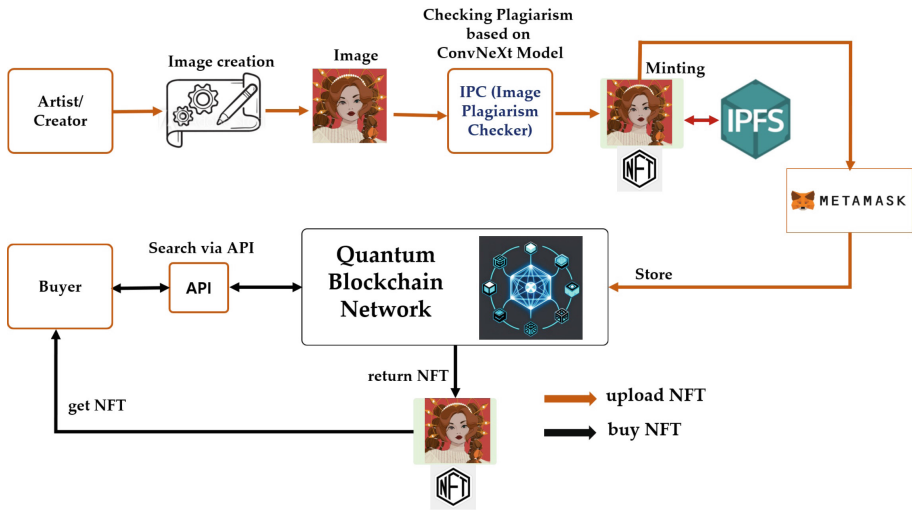 Checking Plagiarism
based on
ConvNeXt Model
Image creation
Image
Minting
Artist/
Creator
IPC (Image
Plagiarism
Checker)
IPFS
NFT
METAMASK
Search via API
Quantum
Blockchain
Network
Store
Buyer
API
return NFT
get NFT
upload NFT
buy NFT
NFT